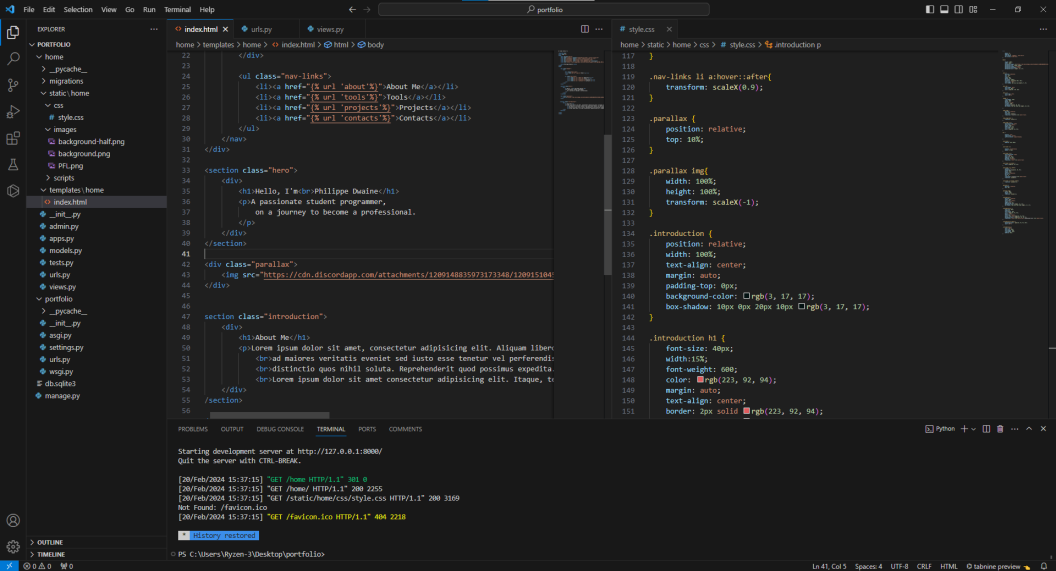 File Edit Selection View Go Run Terminal Help
portfolio
EXPLORER
PORTFOLIO
home
__pycache__
migrations
static\home
css
style.css
images
background-half.png
background.png
PFL.png
scripts
templates\home
index.html
__init__.py
admin.py
apps.py
models.py
tests.py
urls.py
views.py
portfolio
__pycache__
__init__.py
asgi.py
settings.py
urls.py
wsgi.py
db.sqlite3
manage.py
OUTLINE
TIMELINE
index.html urls.py views.py
home > templates > home > index.html > html > body
22 </div>
23
24 <ul class="nav-links">
25 <li><a href="{% url 'about'%}">About Me</a></li>
26 <li><a href="{% url 'tools'%}">Tools</a></li>
27 <li><a href="{% url 'projects'%}">Projects</a></li>
28 <li><a href="{% url 'contacts'%}">Contacts</a></li>
29 </ul>
30 </nav>
31 </div>
32
33 <section class="hero">
34 <div>
35 <h1>Hello, I'm<br>Philippe Dwaine</h1>
36 <p>A passionate student programmer,
37 on a journey to become a professional.
38 </p>
39 </div>
40 </section>
41
42 <div class="parallax">
43 <img src="https://cdn.discordapp.com/attachments/1209148835973173348/120915104
44 </div>
45
46
47 section class="introduction">
48 <div>
49 <h1>About Me</h1>
50 <p>Lorem ipsum dolor sit amet, consectetur adipisicing elit. Aliquam liber
51 <br>ad maiores veritatis eveniet sed iusto esse tenetur vel perferendis
52 <br>distinctio quos nihil soluta. Reprehenderit quod possimus expedita.
53 <br>Lorem ipsum dolor sit amet consectetur adipisicing elit. Itaque, te
54 </div>
55 /section>
56
style.css
home > static > home > css > style.css > .introduction p
117 }
118
119 .nav-links li a:hover::after{
120 transform: scaleX(0.9);
121 }
122
123 .parallax {
124 position: relative;
125 top: 10%;
126 }
127
128 .parallax img{
129 width: 100%;
130 height: 100%;
131 transform: scaleX(-1);
132 }
133
134 .introduction {
135 position: relative;
136 width: 100%;
137 text-align: center;
138 margin: auto;
139 padding-top: 0px;
140 background-color: rgb(3, 17, 17);
141 box-shadow: 10px 0px 20px 10px rgb(3, 17, 17);
142 }
143
144 .introduction h1 {
145 font-size: 40px;
146 width:15%;
147 font-weight: 600;
148 color: rgb(223, 92, 94);
149 margin: auto;
150 text-align: center;
151 border: 2px solid rgb(223, 92, 94);
PROBLEMS OUTPUT DEBUG CONSOLE TERMINAL PORTS COMMENTS
Python
Starting development server at http://127.0.0.1:8000/
Quit the server with CTRL-BREAK.
[20/Feb/2024 15:37:15] "GET /home HTTP/1.1" 301 0
[20/Feb/2024 15:37:15] "GET /home/ HTTP/1.1" 200 2255
[20/Feb/2024 15:37:15] "GET /static/home/css/style.css HTTP/1.1" 200 3169
Not Found: /favicon.ico
[20/Feb/2024 15:37:15] "GET /favicon.ico HTTP/1.1" 404 2218
* History restored
PS C:\Users\Ryzen-3\Desktop\portfolio>
0 0 0 Ln 41, Col 5 Spaces: 4 UTF-8 CRLF HTML tabnine preview